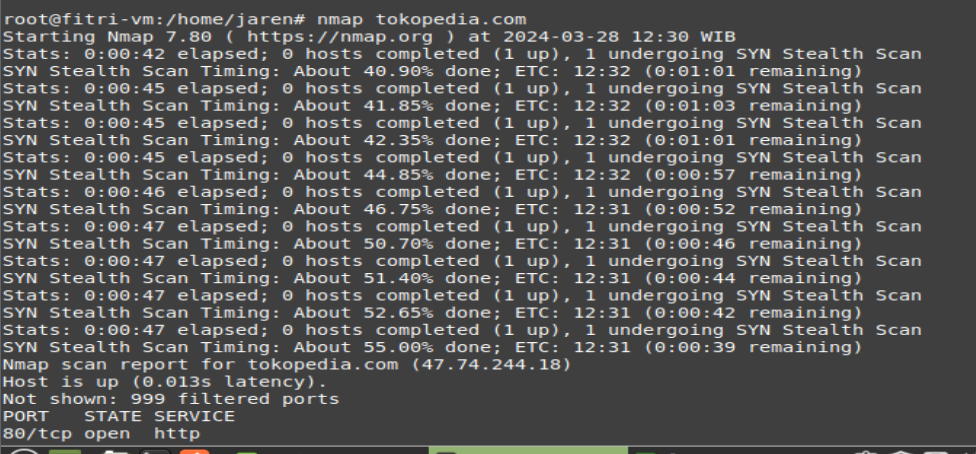 root@fitri-vm:/home/jaren# nmap tokopedia.com
Starting Nmap 7.80 ( https://nmap.org ) at 2024-03-28 12:30 WIB
Stats: 0:00:42 elapsed; 0 hosts completed (1 up), 1 undergoing SYN Stealth Scan
SYN Stealth Scan Timing: About 40.90% done; ETC: 12:32 (0:01:01 remaining)
Stats: 0:00:45 elapsed; 0 hosts completed (1 up), 1 undergoing SYN Stealth Scan
SYN Stealth Scan Timing: About 41.85% done; ETC: 12:32 (0:01:03 remaining)
Stats: 0:00:45 elapsed; 0 hosts completed (1 up), 1 undergoing SYN Stealth Scan
SYN Stealth Scan Timing: About 42.35% done; ETC: 12:32 (0:01:01 remaining)
Stats: 0:00:45 elapsed; 0 hosts completed (1 up), 1 undergoing SYN Stealth Scan
SYN Stealth Scan Timing: About 44.85% done; ETC: 12:32 (0:00:57 remaining)
Stats: 0:00:46 elapsed; 0 hosts completed (1 up), 1 undergoing SYN Stealth Scan
SYN Stealth Scan Timing: About 46.75% done; ETC: 12:31 (0:00:52 remaining)
Stats: 0:00:47 elapsed; 0 hosts completed (1 up), 1 undergoing SYN Stealth Scan
SYN Stealth Scan Timing: About 50.70% done; ETC: 12:31 (0:00:46 remaining)
Stats: 0:00:47 elapsed; 0 hosts completed (1 up), 1 undergoing SYN Stealth Scan
SYN Stealth Scan Timing: About 51.40% done; ETC: 12:31 (0:00:44 remaining)
Stats: 0:00:47 elapsed; 0 hosts completed (1 up), 1 undergoing SYN Stealth Scan
SYN Stealth Scan Timing: About 52.65% done; ETC: 12:31 (0:00:42 remaining)
Stats: 0:00:47 elapsed; 0 hosts completed (1 up), 1 undergoing SYN Stealth Scan
SYN Stealth Scan Timing: About 55.00% done; ETC: 12:31 (0:00:39 remaining)
Nmap scan report for tokopedia.com (47.74.244.18)
Host is up (0.013s latency).
Not shown: 999 filtered ports
PORT   STATE SERVICE
80/tcp open  http